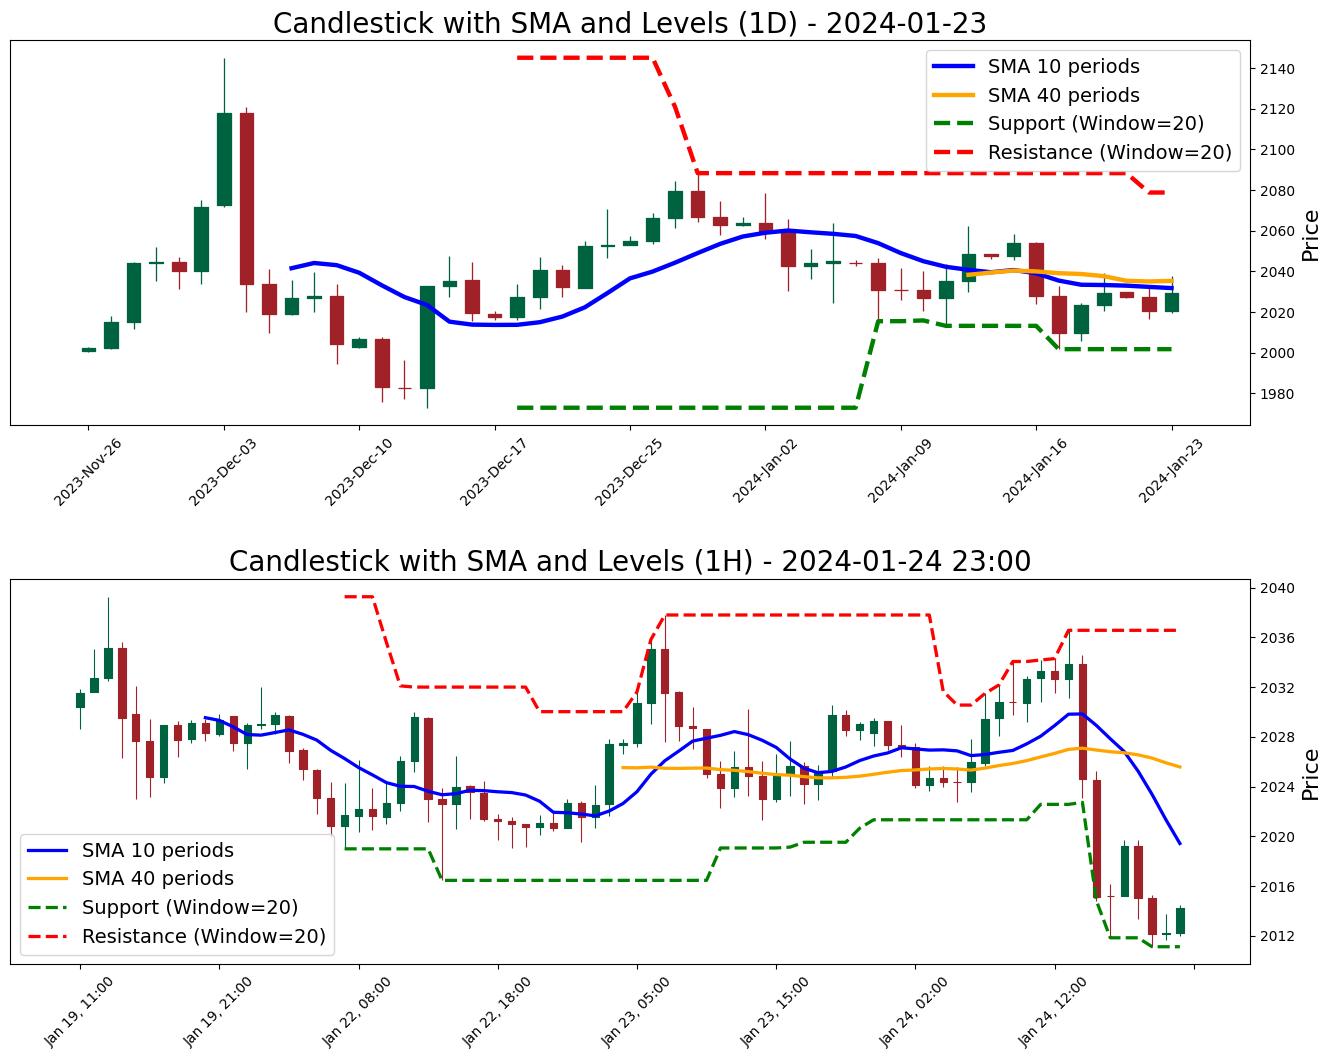 Candlestick with SMA and Levels (1D) - 2024-01-23
SMA 10 periods
SMA 40 periods
Support (Window=20)
Resistance (Window=20)
2140
2120
2100
2080
2060
2040
2020
2000
1980
Price
2023-Nov-26
2023-Dec-03
2023-Dec-10
2023-Dec-17
2023-Dec-25
2024-Jan-02
2024-Jan-09
2024-Jan-16
2024-Jan-23
Candlestick with SMA and Levels (1H) - 2024-01-24 23:00
2040
2036
2032
2028
2024
2020
2016
2012
Price
SMA 10 periods
SMA 40 periods
Support (Window=20)
Resistance (Window=20)
Jan 19, 11:00
Jan 19, 21:00
Jan 22, 08:00
Jan 22, 18:00
Jan 23, 05:00
Jan 23, 15:00
Jan 24, 02:00
Jan 24, 12:00